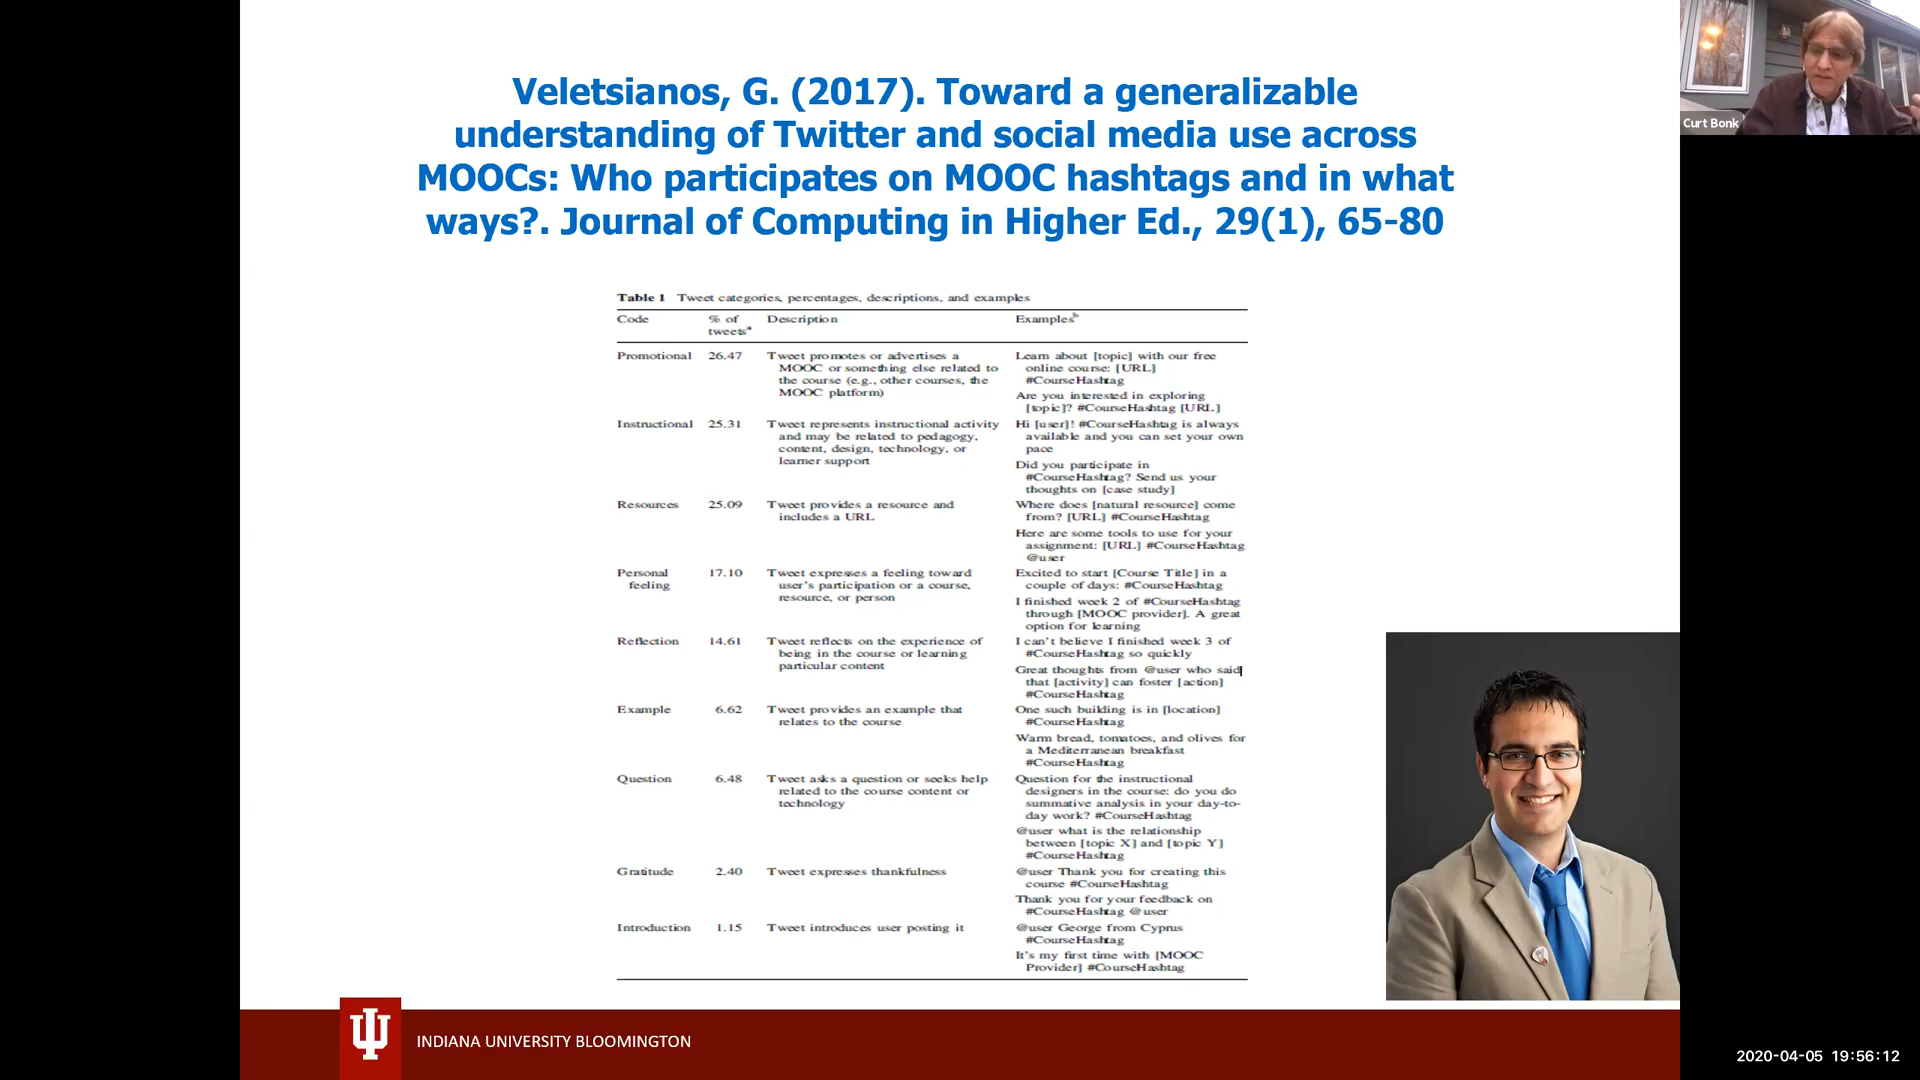 Veletsianos, G. (2017). Toward a generalizable
understanding of Twitter and social media use across
MOOCs: Who participates on MOOC hashtags and in what
ways?. Journal of Computing in Higher Ed., 29(1), 65-80
Curt Bonk
Table 1 Tweet categories, percentages, descriptions, and examples
Code % of Description Examplesᵇ
tweetsᵃ
Promotional 26.47 Tweet promotes or advertises a Learn about [topic] with our free
MOOC or something else related to online course: [URL]
the course (e.g., other courses, the #CourseHashtag
MOOC platform) Are you interested in exploring
[topic]? #CourseHashtag [URL]
Instructional 25.31 Tweet represents instructional activity Hi [user]! #CourseHashtag is always
and may be related to pedagogy, available and you can set your own
content, design, technology, or pace
learner support Did you participate in
#CourseHashtag? Send us your
thoughts on [case study]
Resources 25.09 Tweet provides a resource and Where does [natural resource] come
includes a URL from? [URL] #CourseHashtag
Here are some tools to use for your
assignment: [URL] #CourseHashtag
@user
Personal 17.10 Tweet expresses a feeling toward Excited to start [Course Title] in a
feeling user's participation or a course, couple of days: #CourseHashtag
resource, or person I finished week 2 of #CourseHashtag
through [MOOC provider]. A great
option for learning
Reflection 14.61 Tweet reflects on the experience of I can't believe I finished week 3 of
being in the course or learning #CourseHashtag so quickly
particular content Great thoughts from @user who said
that [activity] can foster [action]
#CourseHashtag
Example 6.62 Tweet provides an example that One such building is in [location]
relates to the course #CourseHashtag
Warm bread, tomatoes, and olives for
a Mediterranean breakfast
#CourseHashtag
Question 6.48 Tweet asks a question or seeks help Question for the instructional
related to the course content or designers in the course: do you do
technology summative analysis in your day-to-
day work? #CourseHashtag
@user what is the relationship
between [topic X] and [topic Y]
#CourseHashtag
Gratitude 2.40 Tweet expresses thankfulness @user Thank you for creating this
course #CourseHashtag
Thank you for your feedback on
#CourseHashtag @user
Introduction 1.15 Tweet introduces user posting it @user George from Cyprus
#CourseHashtag
It's my first time with [MOOC
Provider] #CourseHashtag
INDIANA UNIVERSITY BLOOMINGTON
2020-04-05 19:56:12